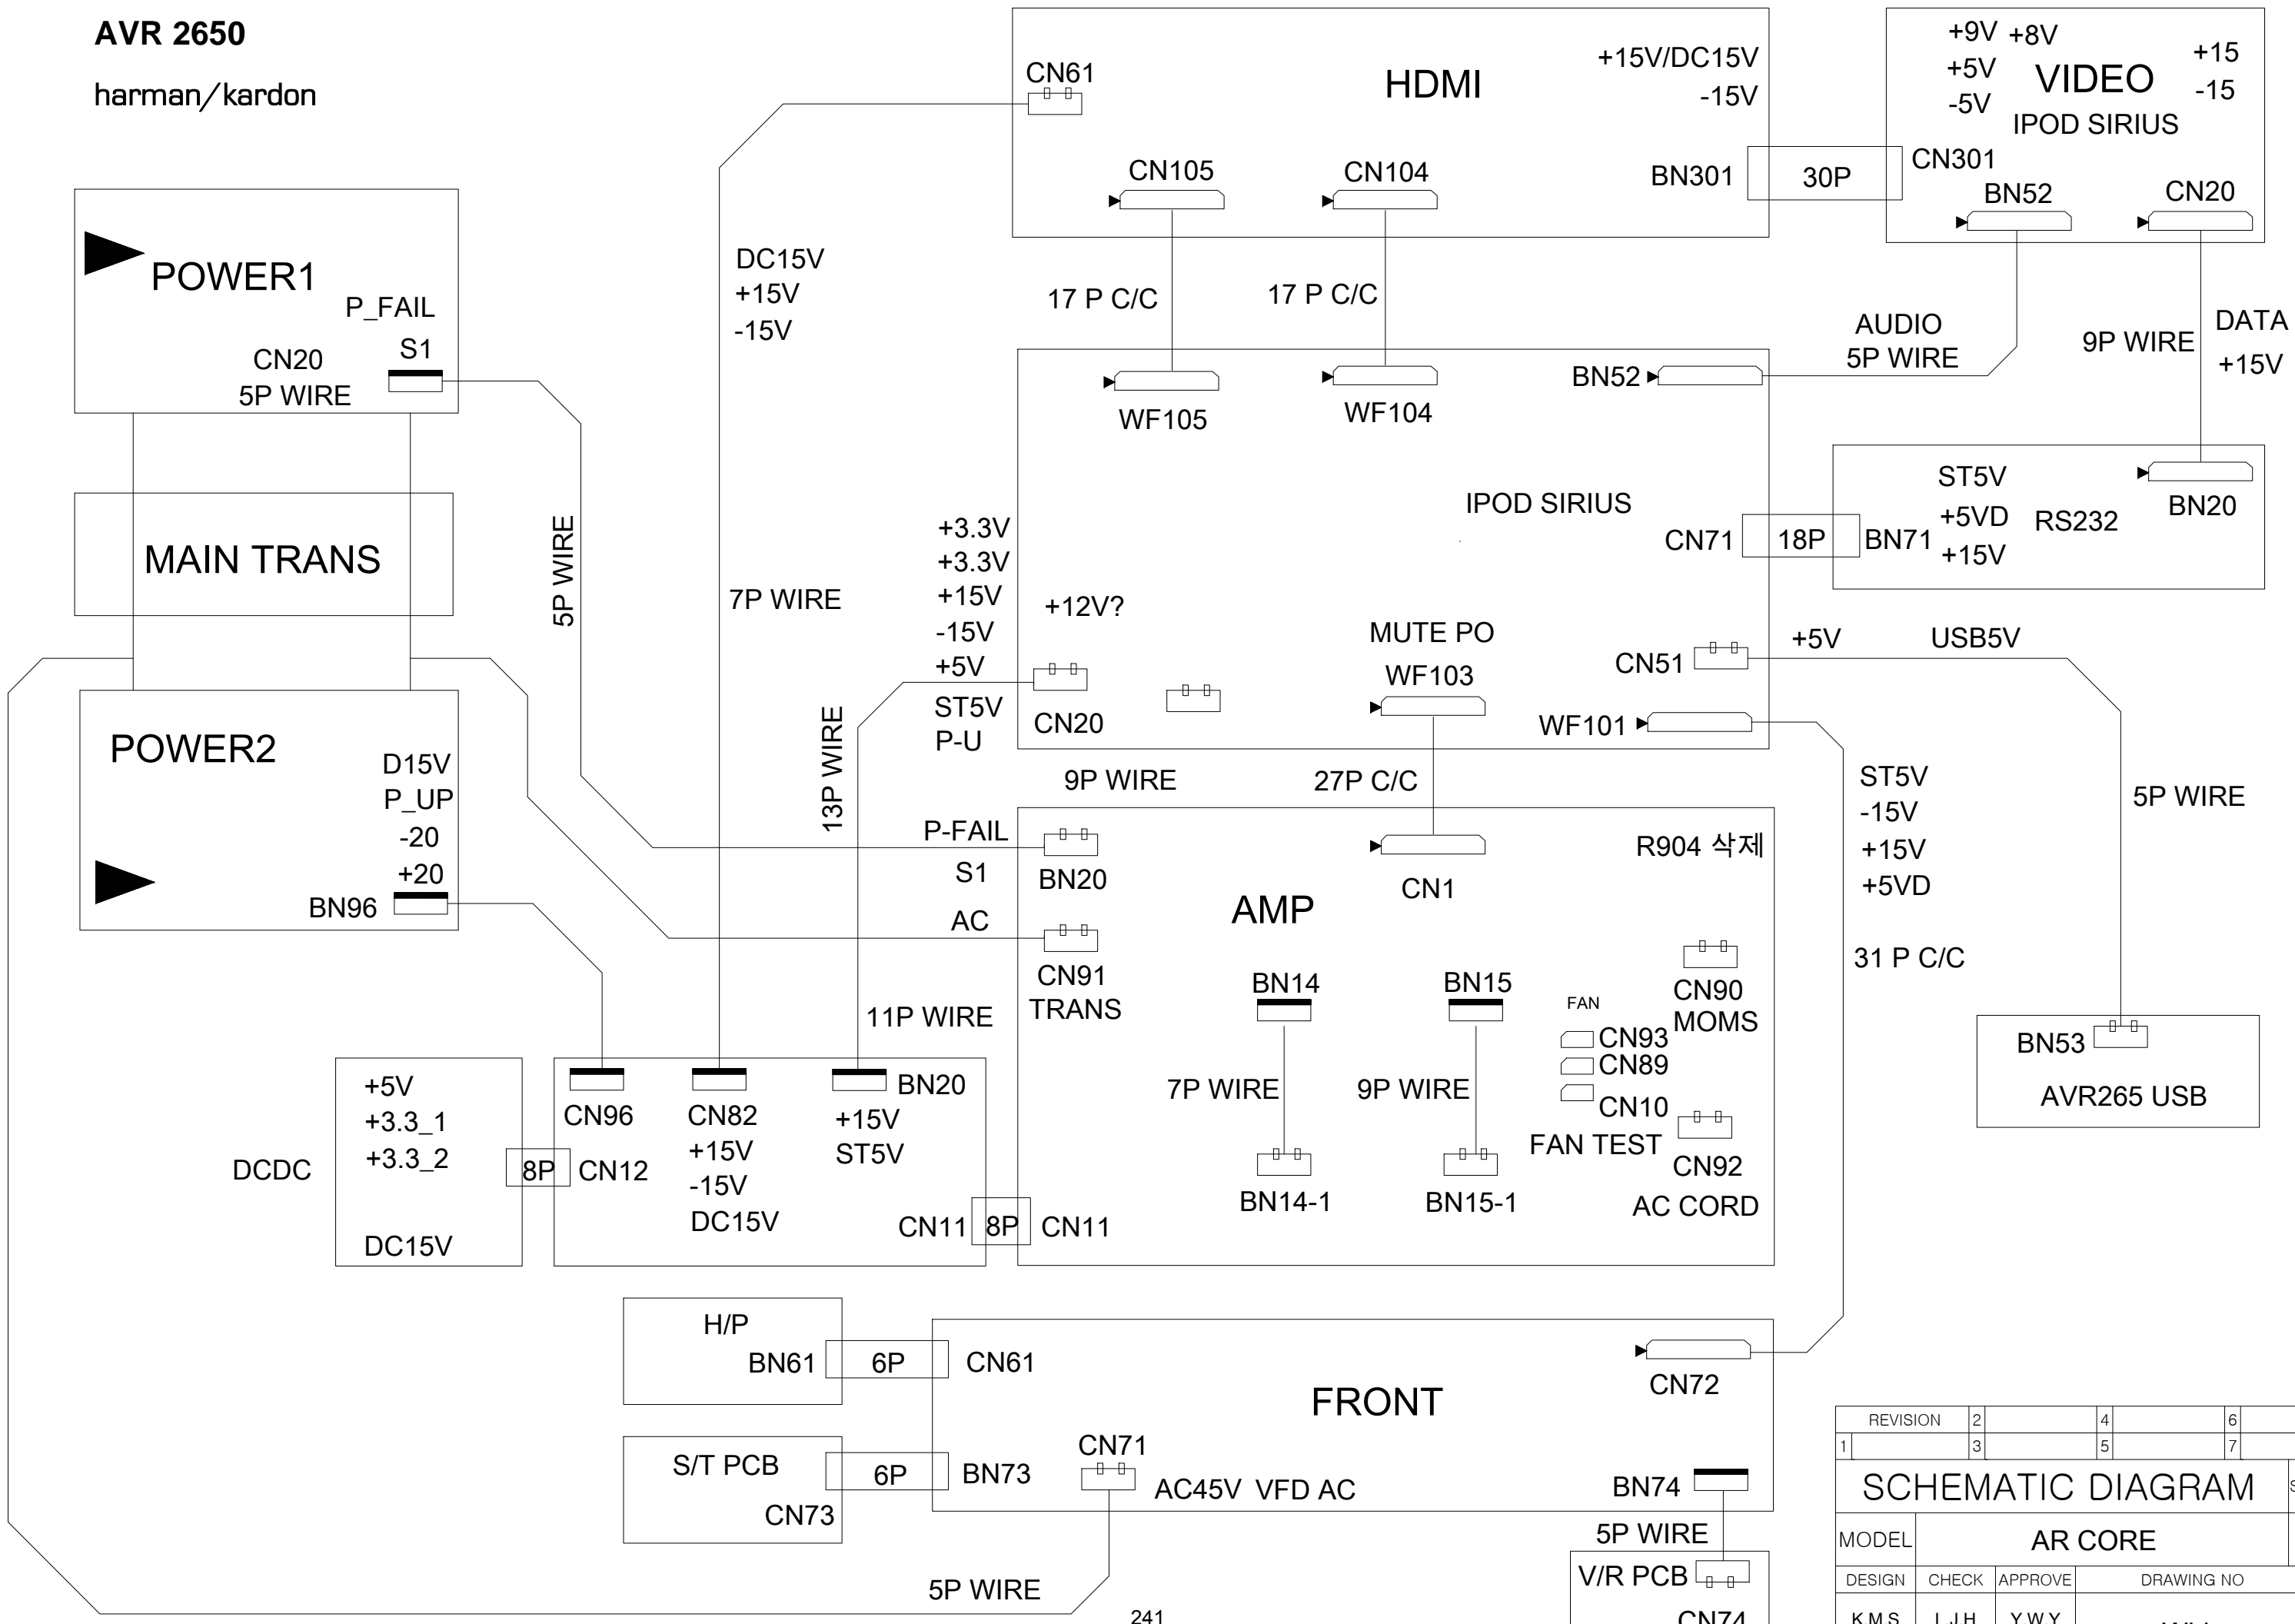 AVR 2650
harman/kardon
CN61
HDMI
+15V/DC15V
-15V
CN105
CN104
BN301
30P
CN301
+9V +8V
+5V
-5V
VIDEO
+15
-15
IPOD SIRIUS
BN52
CN20
POWER1
P_FAIL
S1
CN20
5P WIRE
MAIN TRANS
5P WIRE
DC15V
+15V
-15V
7P WIRE
17 P C/C
17 P C/C
AUDIO
5P WIRE
9P WIRE
DATA
+15V
WF105
WF104
BN52
IPOD SIRIUS
CN71
18P
BN71
ST5V
+5VD
+15V
RS232
BN20
+3.3V
+3.3V
+15V
-15V
+5V
ST5V
P-U
+12V?
CN20
13P WIRE
MUTE PO
WF103
CN51
WF101
+5V
USB5V
POWER2
D15V
P_UP
-20
+20
BN96
9P WIRE
27P C/C
ST5V
-15V
+15V
+5VD
31 P C/C
5P WIRE
P-FAIL
S1
BN20
AC
CN91
TRANS
CN1
R904 삭제
AMP
BN14
BN15
FAN
CN93
CN89
CN10
FAN TEST
CN90
MOMS
7P WIRE
9P WIRE
BN14-1
BN15-1
CN92
AC CORD
BN53
AVR265 USB
11P WIRE
DCDC
+5V
+3.3_1
+3.3_2
DC15V
8P
CN12
CN96
CN82
+15V
-15V
DC15V
BN20
+15V
ST5V
CN11
8P
CN11
H/P
BN61
6P
CN61
FRONT
CN72
S/T PCB
CN73
6P
BN73
CN71
AC45V VFD AC
BN74
5P WIRE
5P WIRE
V/R PCB
CN74
241
REVISION
2
4
6
1
3
5
7
SCHEMATIC DIAGRAM
MODEL
AR CORE
DESIGN
CHECK
APPROVE
DRAWING NO